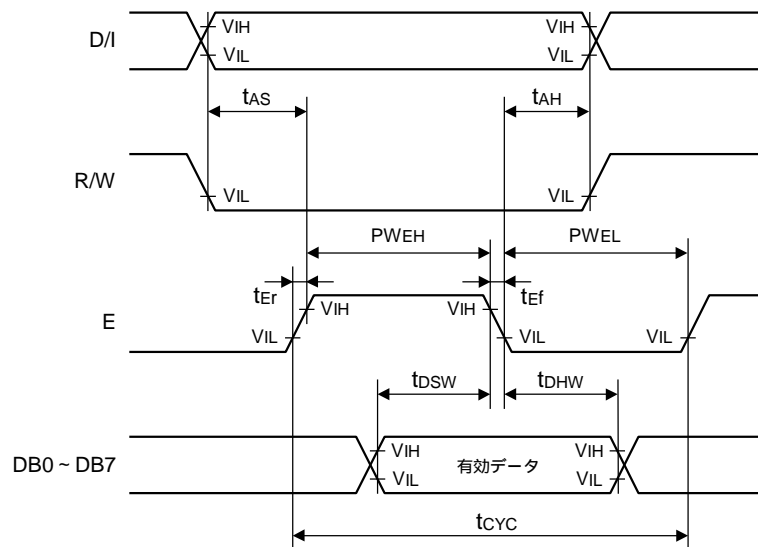 D/I VIH VIH
VIL VIL
tAS tAH
R/W VIL VIL
PWEH PWEL
tEr tEf
E VIH VIH
VIL VIL VIL
tDSW tDHW
VIH VIH
DB0 ~ DB7 有効データ
VIL VIL
tCYC